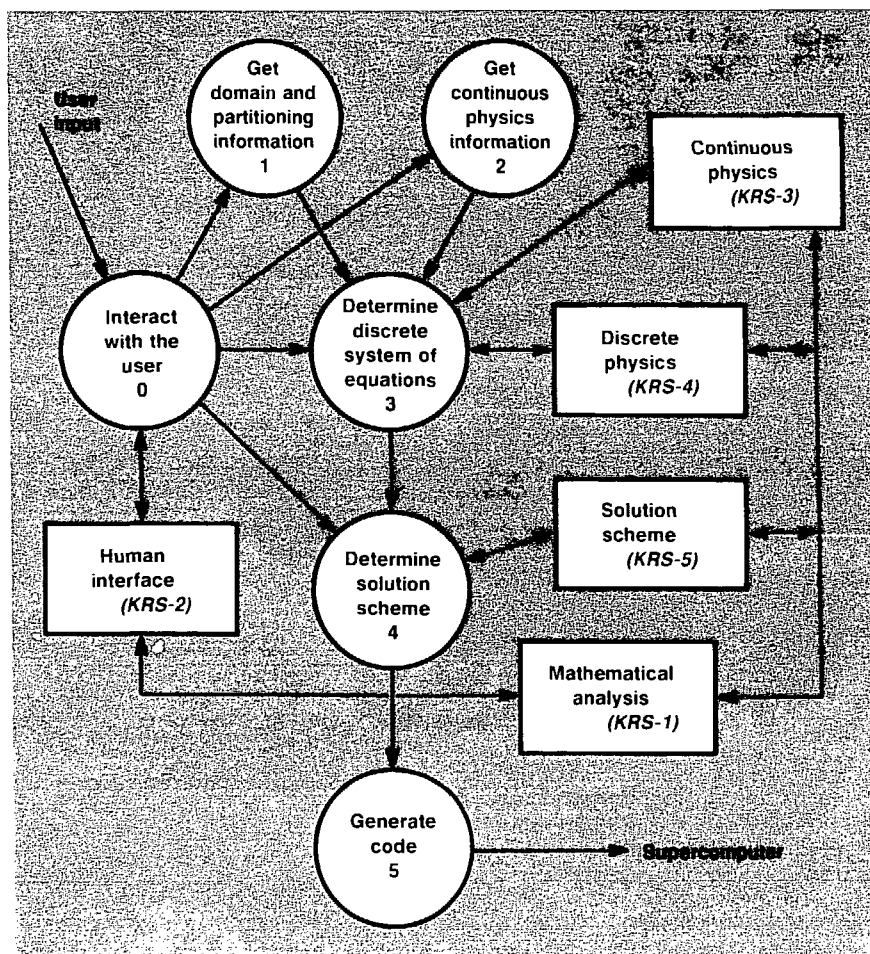 User
input
Get
domain and
partitioning
information
1
Get
continuous
physics
information
2
Continuous
physics
(KRS-3)
Interact
with the
user
0
Determine
discrete
system of
equations
3
Discrete
physics
(KRS-4)
Human
interface
(KRS-2)
Determine
solution
scheme
4
Solution
scheme
(KRS-5)
Mathematical
analysis
(KRS-1)
Generate
code
5
Supercomputer